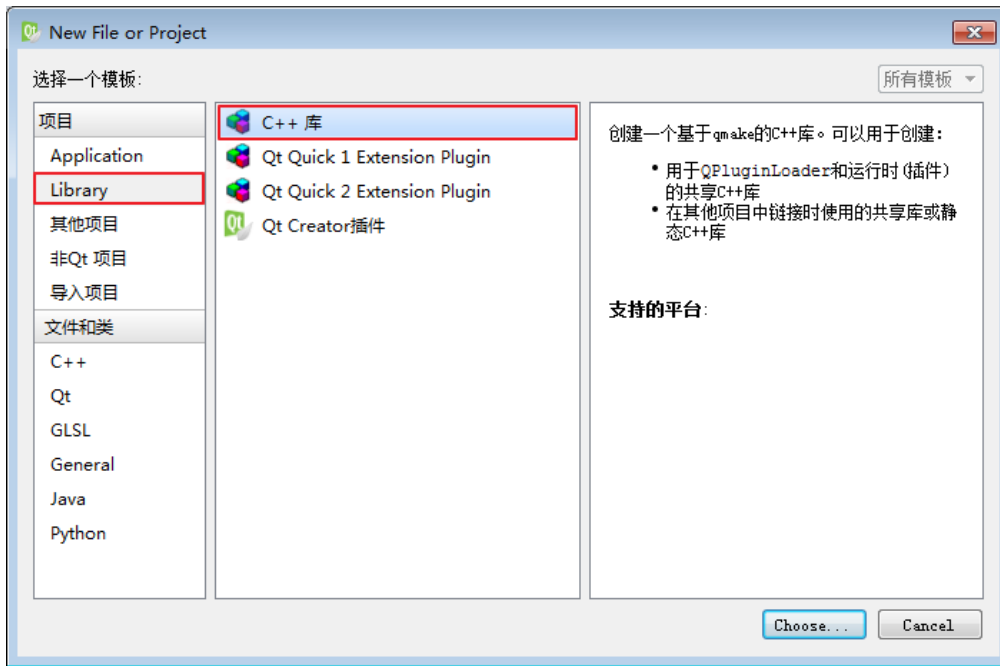 New File or Project
选择一个模板:
所有模板
项目
Application
Library
其他项目
非Qt 项目
导入项目
文件和类
C++
Qt
GLSL
General
Java
Python
C++ 库
Qt Quick 1 Extension Plugin
Qt Quick 2 Extension Plugin
Qt Creator插件
创建一个基于qmake的C++库。可以用于创建:
• 用于QPluginLoader和运行时(插件)
的共享C++库
• 在其他项目中链接时使用的共享库或静
态C++库
支持的平台:
Choose...
Cancel